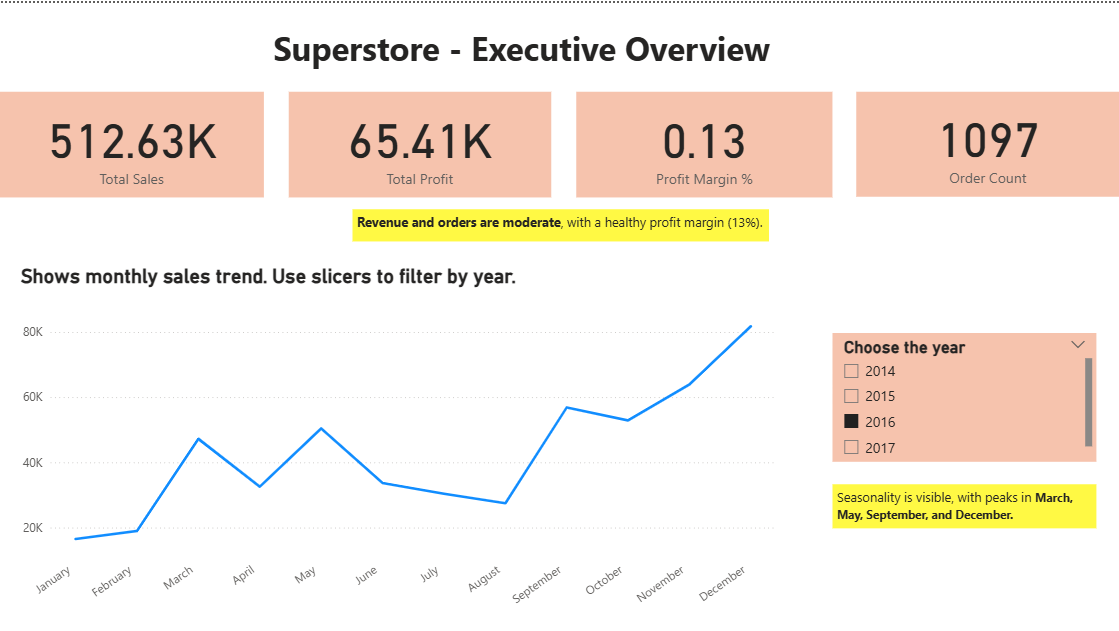 Superstore - Executive Overview
512.63K
Total Sales
65.41K
Total Profit
0.13
Profit Margin %
1097
Order Count
Revenue and orders are moderate, with a healthy profit margin (13%).
Shows monthly sales trend. Use slicers to filter by year.
80K
60K
40K
20K
January
February
March
April
May
June
July
August
September
October
November
December
Choose the year
2014
2015
2016
2017
Seasonality is visible, with peaks in March,
May, September, and December.